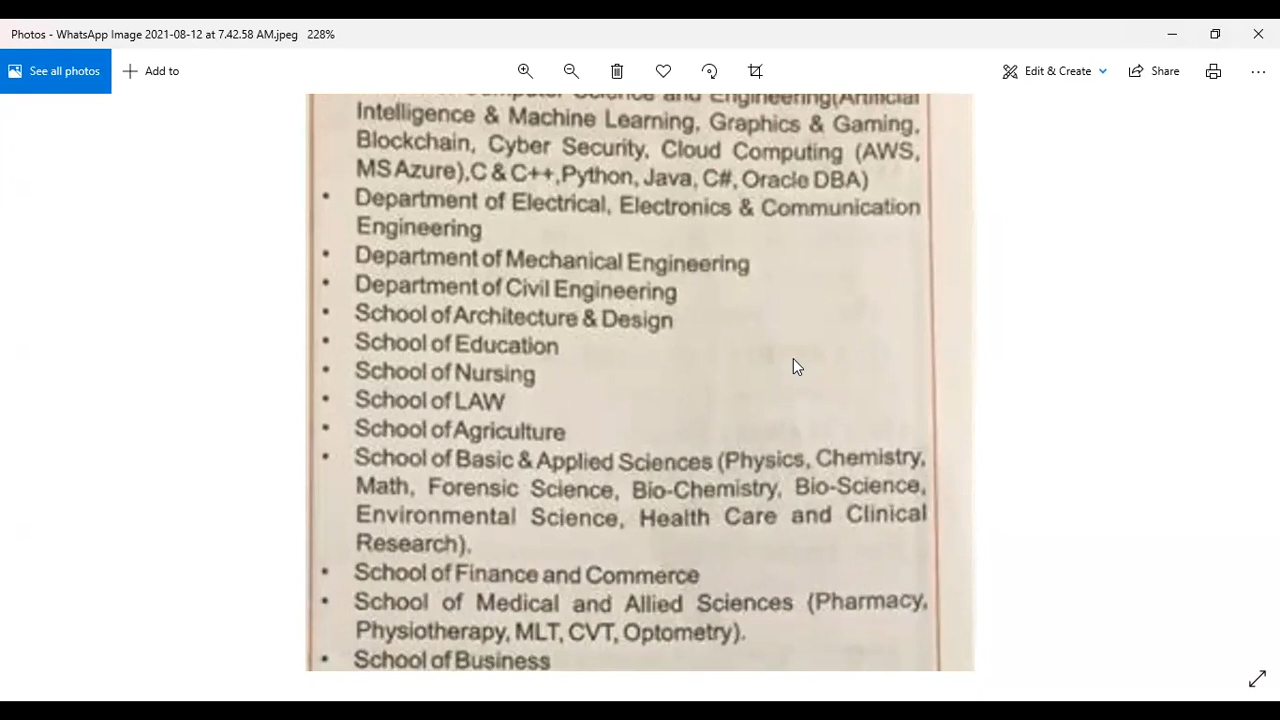 Photos - WhatsApp Image 2021-08-12 at 7.42.58 AM.jpeg 228%
See all photos
Add to
Edit & Create
Share
Computer Science and Engineering(Artificial
Intelligence & Machine Learning, Graphics & Gaming,
Blockchain, Cyber Security, Cloud Computing (AWS,
MS Azure),C & C++,Python, Java, C#, Oracle DBA)
• Department of Electrical, Electronics & Communication
Engineering
• Department of Mechanical Engineering
• Department of Civil Engineering
• School of Architecture & Design
• School of Education
• School of Nursing
• School of LAW
• School of Agriculture
• School of Basic & Applied Sciences (Physics, Chemistry,
Math, Forensic Science, Bio-Chemistry, Bio-Science,
Environmental Science, Health Care and Clinical
Research),
• School of Finance and Commerce
• School of Medical and Allied Sciences (Pharmacy,
Physiotherapy, MLT, CVT, Optometry).
• School of Business